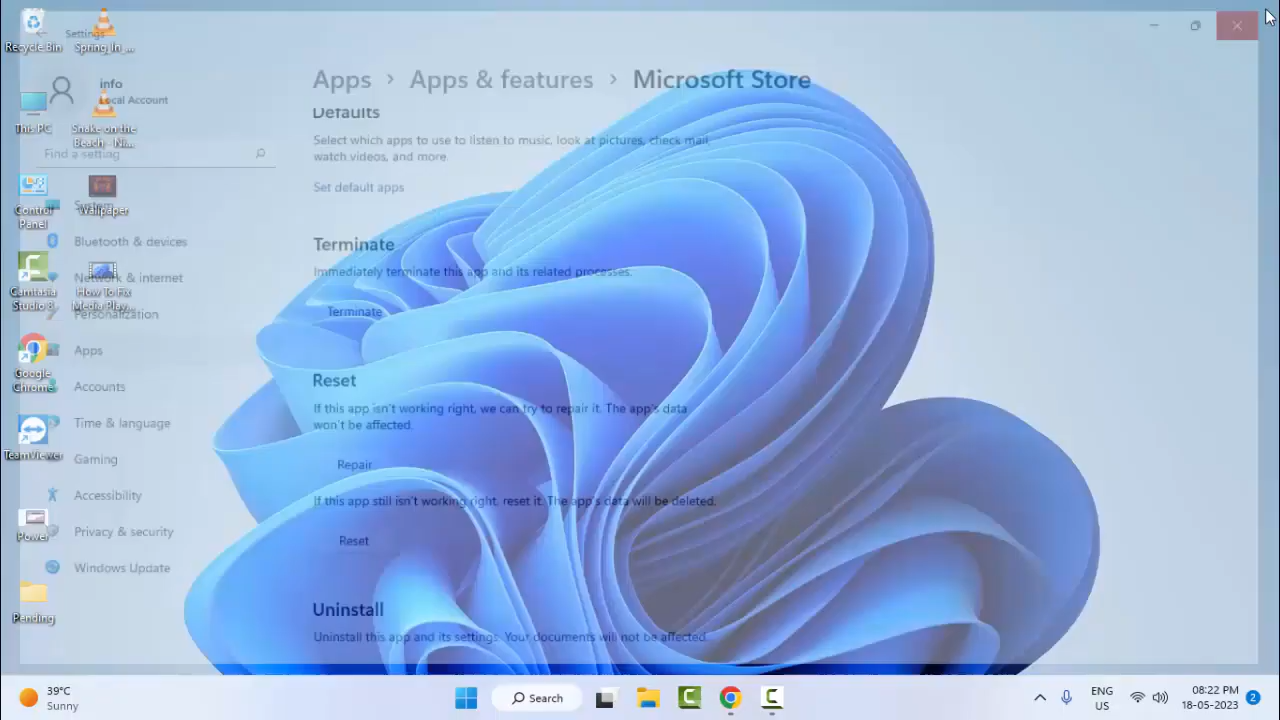 Settings
info
Local Account
Find a setting
System
Bluetooth & devices
Network & internet
Personalization
Apps
Accounts
Time & language
Gaming
Accessibility
Privacy & security
Windows Update
Apps > Apps & features > Microsoft Store
Defaults
Select which apps to use to listen to music, look at pictures, check mail,
watch videos, and more.
Set default apps
Terminate
Immediately terminate this app and its related processes.
Terminate
Reset
If this app isn't working right, we can try to repair it. The app's data
won't be affected.
Repair
If this app still isn't working right, reset it. The app's data will be deleted.
Reset
Uninstall
Uninstall this app and its settings. Your documents will not be affected.
Recycle Bin
Spring In_...
This PC
Snake on the
Beach - Ni...
Control
Panel
Wallpaper
Camtasia
Studio 8
How To Fix
Media Play...
Google
Chrome
TeamViewer
Power
Pending
39°C
Sunny
Search
ENG
US
08:22 PM
18-05-2023
2